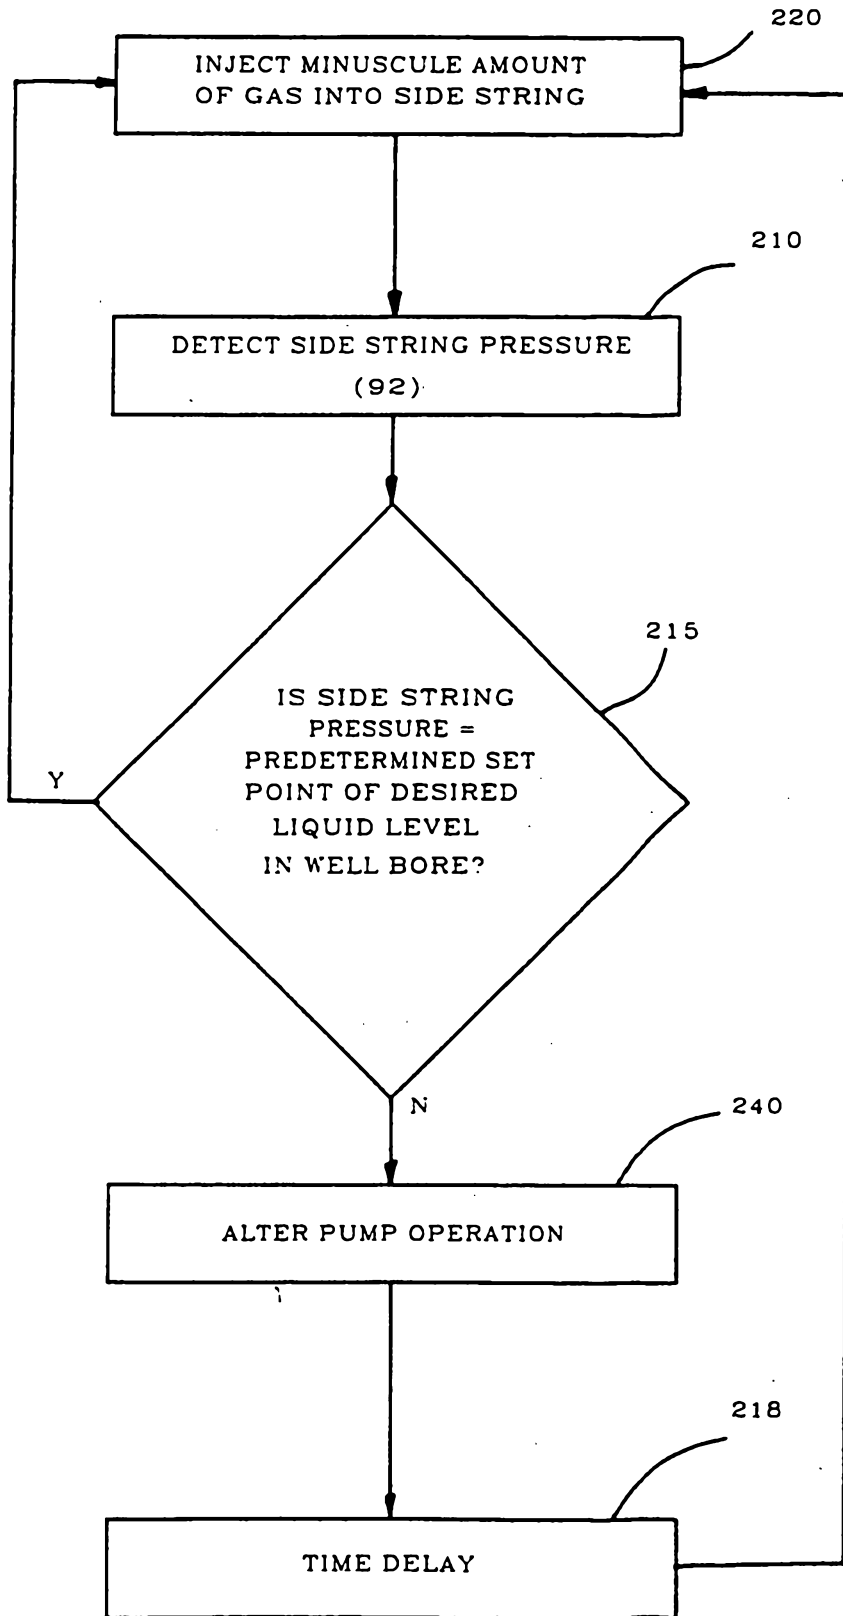 220
INJECT MINUSCULE AMOUNT
OF GAS INTO SIDE STRING
210
DETECT SIDE STRING PRESSURE
(92)
215
IS SIDE STRING
PRESSURE =
PREDETERMINED SET
POINT OF DESIRED
LIQUID LEVEL
IN WELL BORE?
Y
N
240
ALTER PUMP OPERATION
218
TIME DELAY